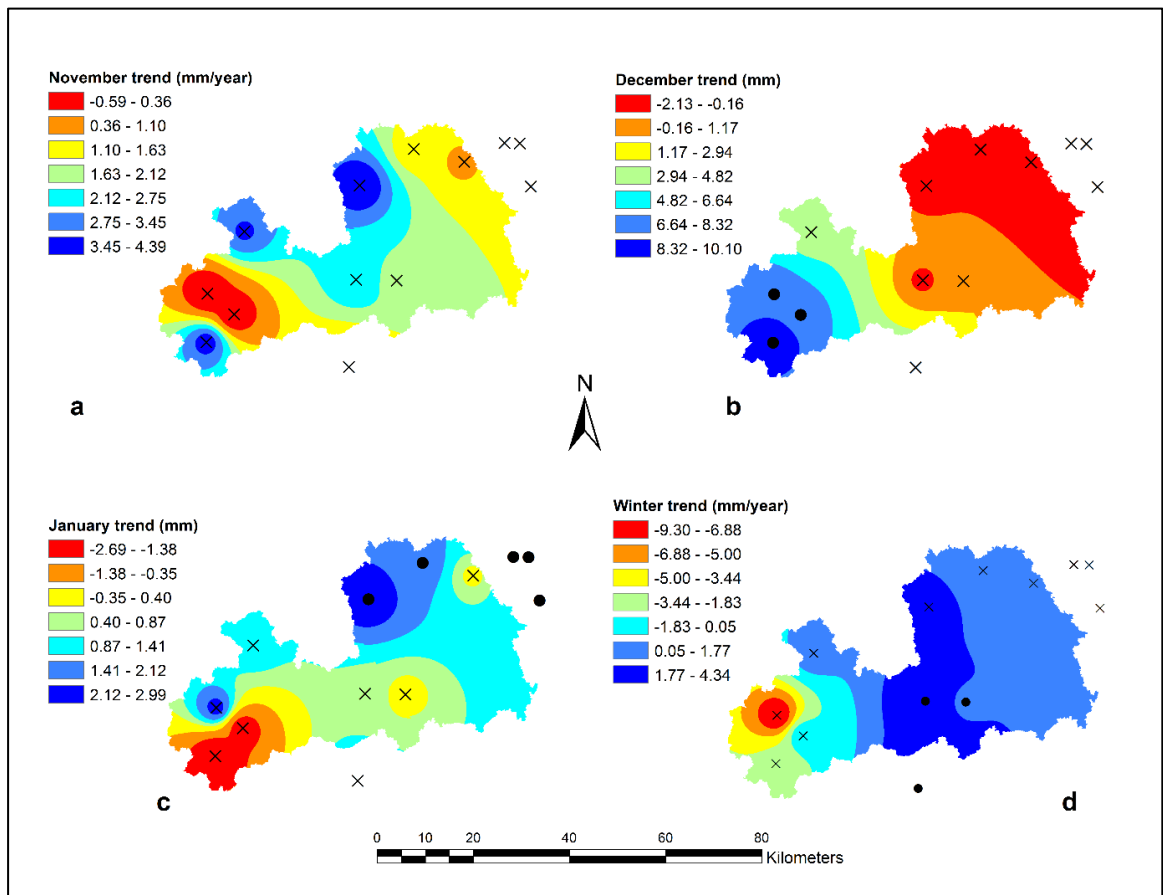 November trend (mm/year)
-0.59 - 0.36
0.36 - 1.10
1.10 - 1.63
1.63 - 2.12
2.12 - 2.75
2.75 - 3.45
3.45 - 4.39
a
December trend (mm)
-2.13 - -0.16
-0.16 - 1.17
1.17 - 2.94
2.94 - 4.82
4.82 - 6.64
6.64 - 8.32
8.32 - 10.10
b
N
January trend (mm)
-2.69 - -1.38
-1.38 - -0.35
-0.35 - 0.40
0.40 - 0.87
0.87 - 1.41
1.41 - 2.12
2.12 - 2.99
c
Winter trend (mm/year)
-9.30 - -6.88
-6.88 - -5.00
-5.00 - -3.44
-3.44 - -1.83
-1.83 - 0.05
0.05 - 1.77
1.77 - 4.34
d
0 10 20 40 60 80
Kilometers